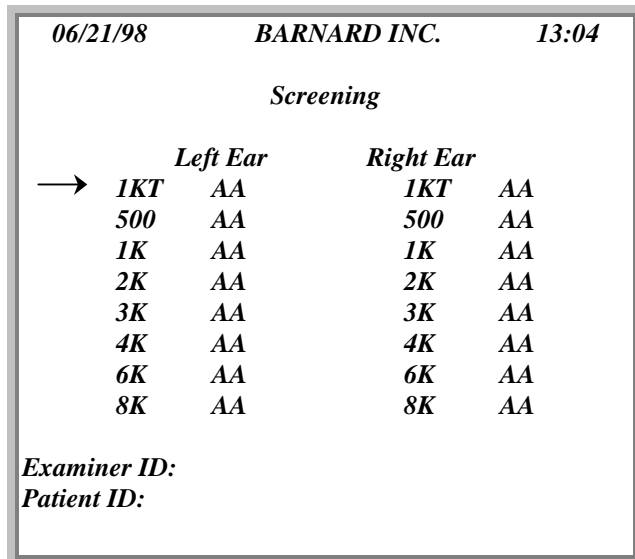 06/21/98 BARNARD INC. 13:04
Screening
Left Ear Right Ear
→ 1KT AA 1KT AA
500 AA 500 AA
1K AA 1K AA
2K AA 2K AA
3K AA 3K AA
4K AA 4K AA
6K AA 6K AA
8K AA 8K AA
Examiner ID:
Patient ID: